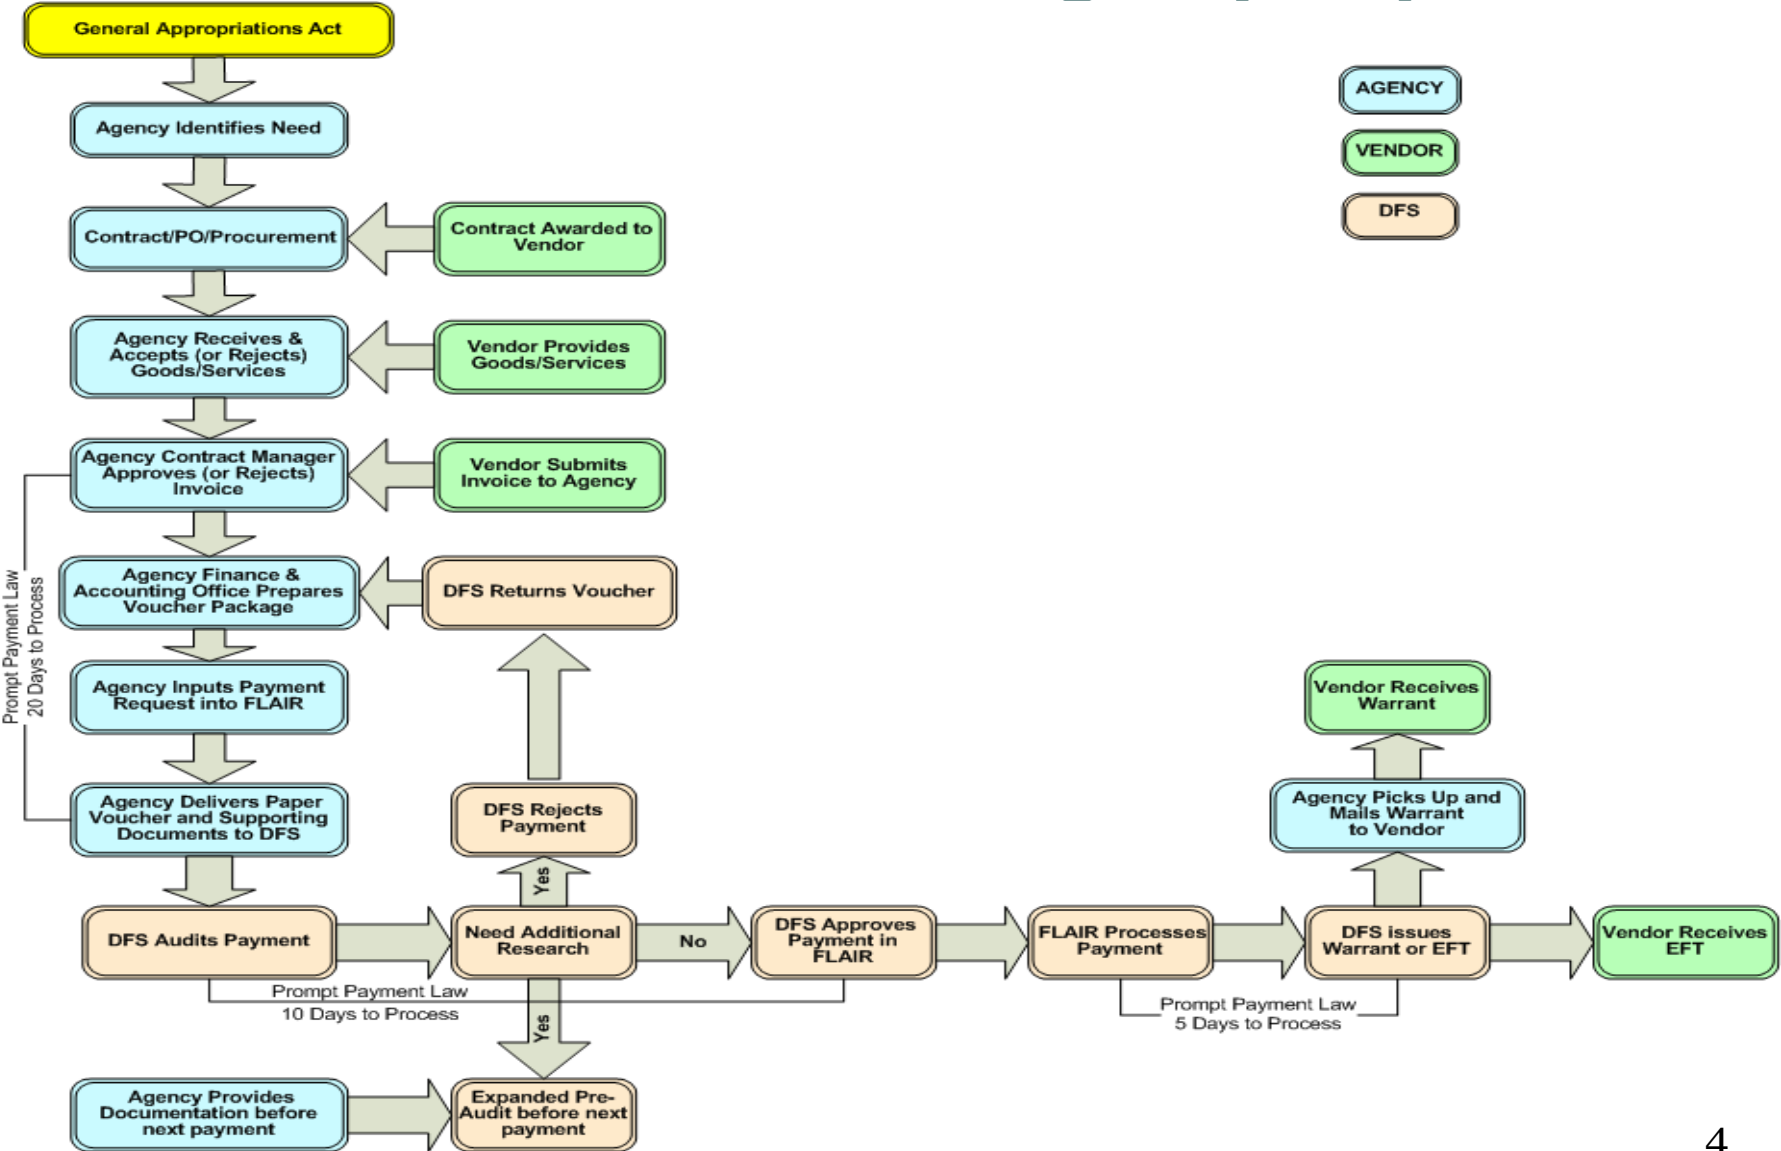 General Appropriations Act
AGENCY
Agency Identifies Need
VENDOR
DFS
Contract/PO/Procurement
Contract Awarded to
Vendor
Agency Receives &
Accepts (or Rejects)
Goods/Services
Vendor Provides
Goods/Services
Agency Contract Manager
Approves (or Rejects)
Invoice
Vendor Submits
Invoice to Agency
Prompt Payment Law
20 Days to Process
Agency Finance &
Accounting Office Prepares
Voucher Package
DFS Returns Voucher
Agency Inputs Payment
Request into FLAIR
Vendor Receives
Warrant
Agency Delivers Paper
Voucher and Supporting
Documents to DFS
DFS Rejects
Payment
Agency Picks Up and
Mails Warrant
to Vendor
Yes
DFS Audits Payment
Need Additional
Research
No
DFS Approves
Payment in
FLAIR
FLAIR Processes
Payment
DFS issues
Warrant or EFT
Vendor Receives
EFT
Prompt Payment Law
10 Days to Process
Prompt Payment Law
5 Days to Process
Yes
Agency Provides
Documentation before
next payment
Expanded Pre-
Audit before next
payment
4